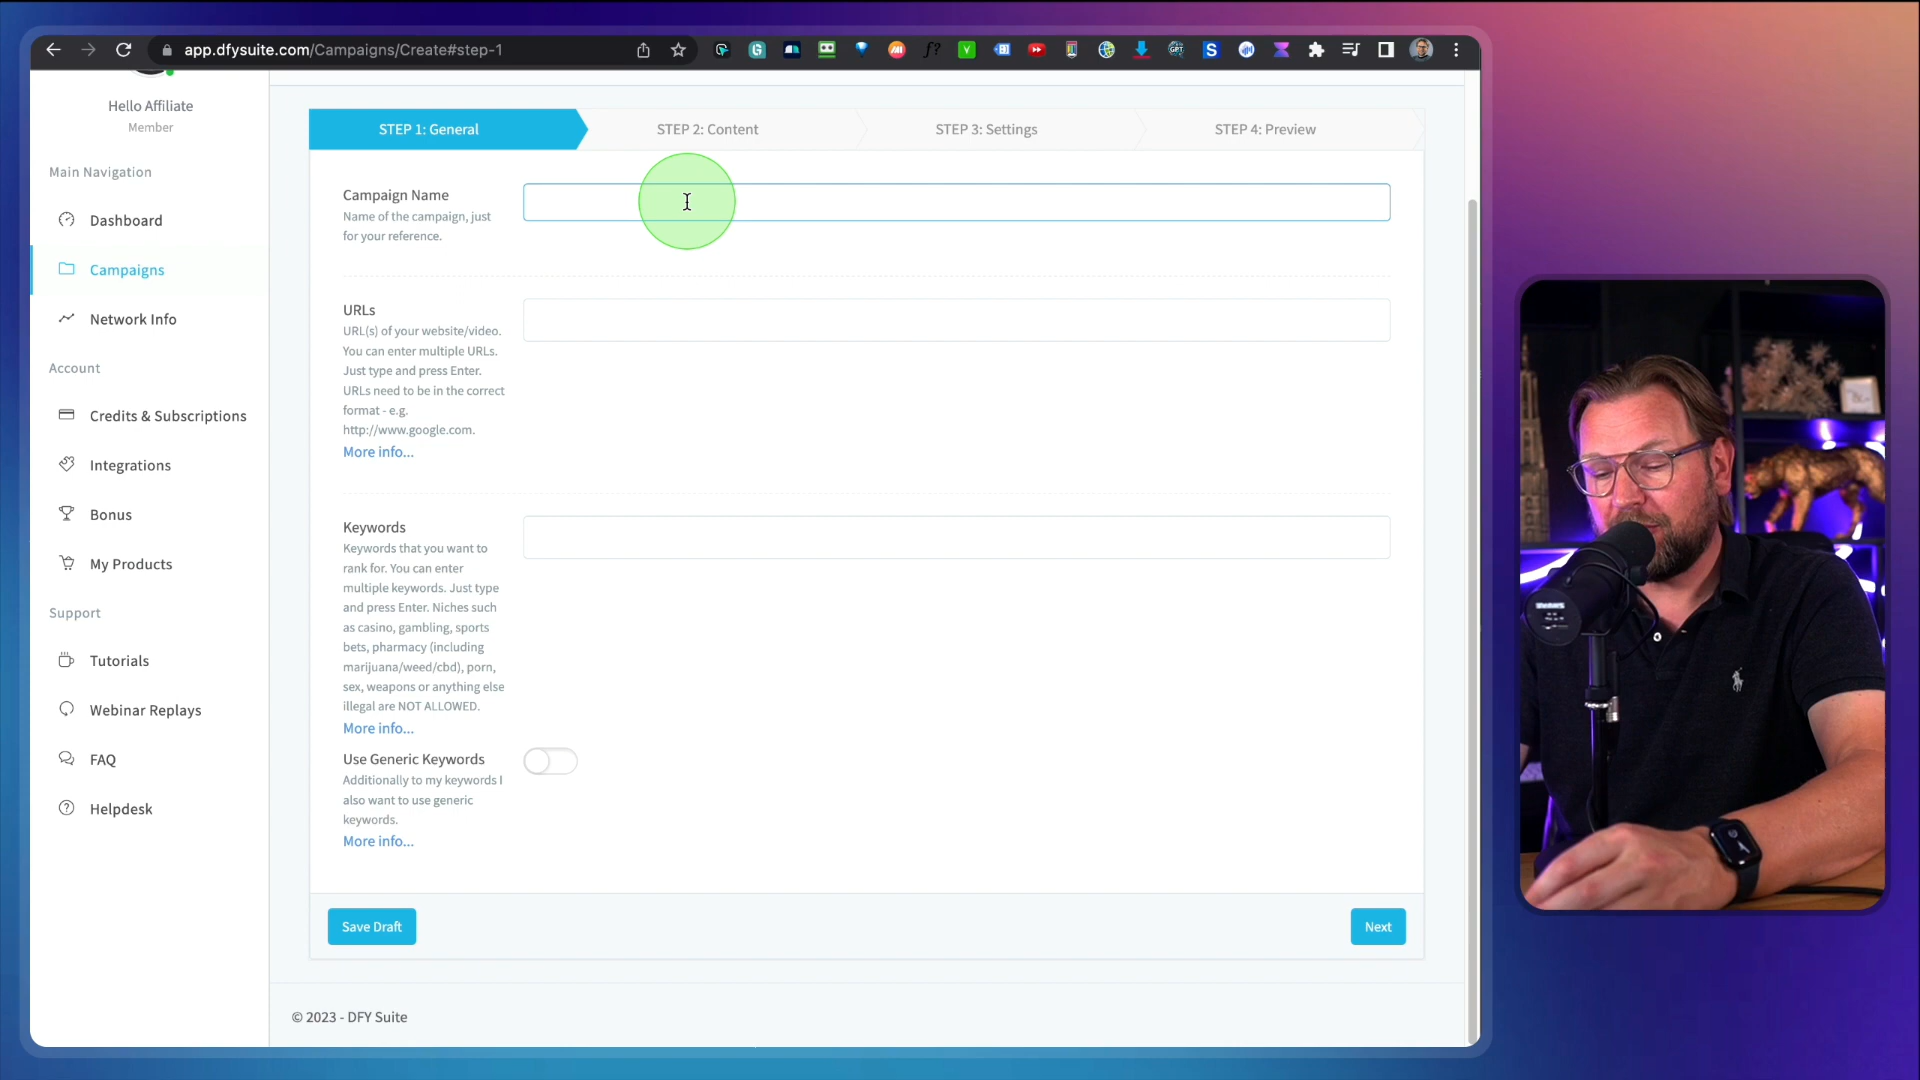 app.dfysuite.com/Campaigns/Create#step-1
Hello Affiliate
Member
Main Navigation
Dashboard
Campaigns
Network Info
Account
Credits & Subscriptions
Integrations
Bonus
My Products
Support
Tutorials
Webinar Replays
FAQ
Helpdesk
STEP 1: General
STEP 2: Content
STEP 3: Settings
STEP 4: Preview
Campaign Name
Name of the campaign, just
for your reference.
URLs
URL(s) of your website/video.
You can enter multiple URLs.
Just type and press Enter.
URLs need to be in the correct
format - e.g.
http://www.google.com.
More info...
Keywords
Keywords that you want to
rank for. You can enter
multiple keywords. Just type
and press Enter. Niches such
as casino, gambling, sports
bets, pharmacy (including
marijuana/weed/cbd), porn,
sex, weapons or anything else
illegal are NOT ALLOWED.
More info...
Use Generic Keywords
Additionally to my keywords I
also want to use generic
keywords.
More info...
Save Draft
Next
© 2023 - DFY Suite